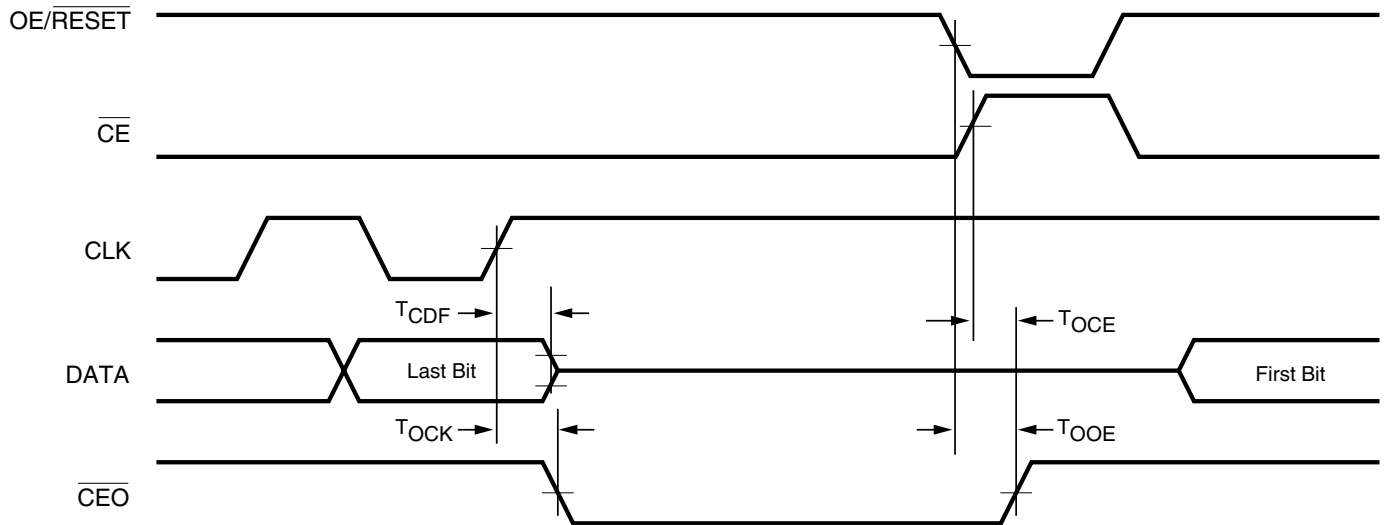 OE/RESET
CE
CLK
TCDF
TOCE
DATA
Last Bit
First Bit
TOCK
TOOE
CEO